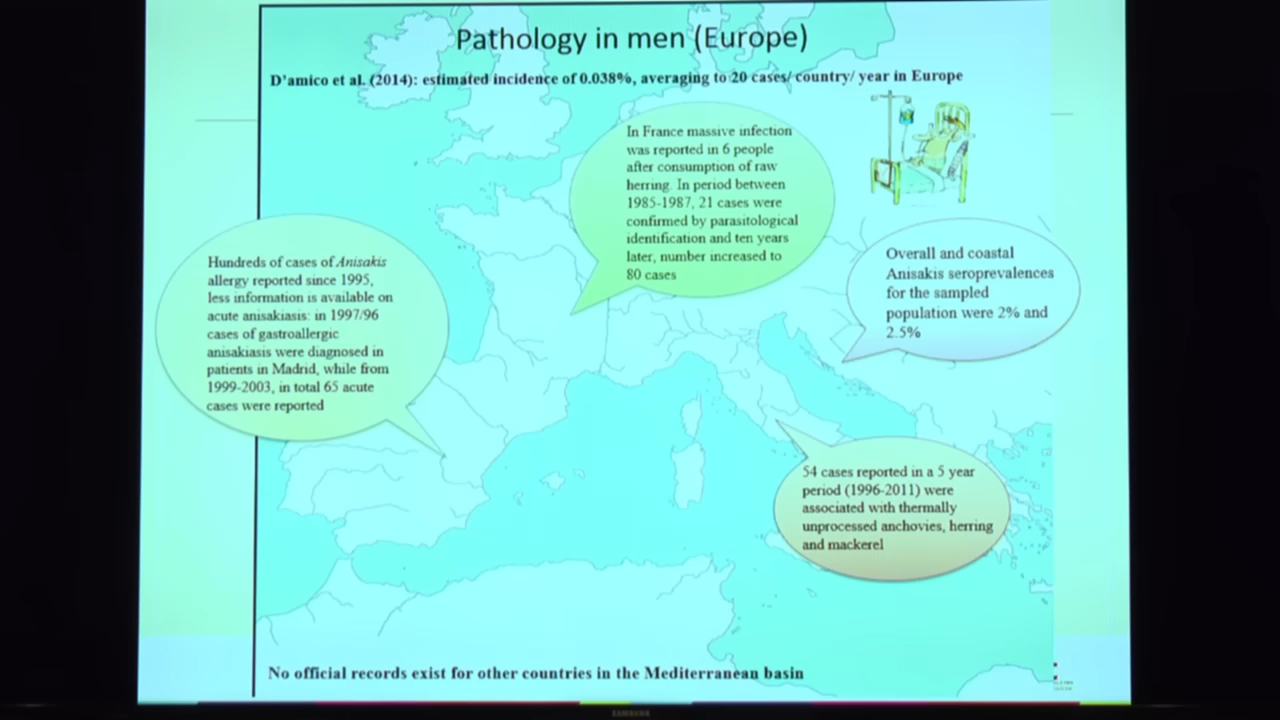 Pathology in men (Europe)
D'amico et al. (2014): estimated incidence of 0.038%, averaging to 20 cases/ country/ year in Europe
In France massive infection
was reported in 6 people
after consumption of raw
herring. In period between
1985-1987, 21 cases were
confirmed by parasitological
identification and ten years
later, number increased to
80 cases
Hundreds of cases of Anisakis
allergy reported since 1995,
less information is available on
acute anisakiasis: in 1997/96
cases of gastroallergic
anisakiasis were diagnosed in
patients in Madrid, while from
1999-2003, in total 65 acute
cases were reported
Overall and coastal
Anisakis seroprevalences
for the sampled
population were 2% and
2.5%
54 cases reported in a 5 year
period (1996-2011) were
associated with thermally
unprocessed anchovies, herring
and mackerel
No official records exist for other countries in the Mediterranean basin
SAMSUNG